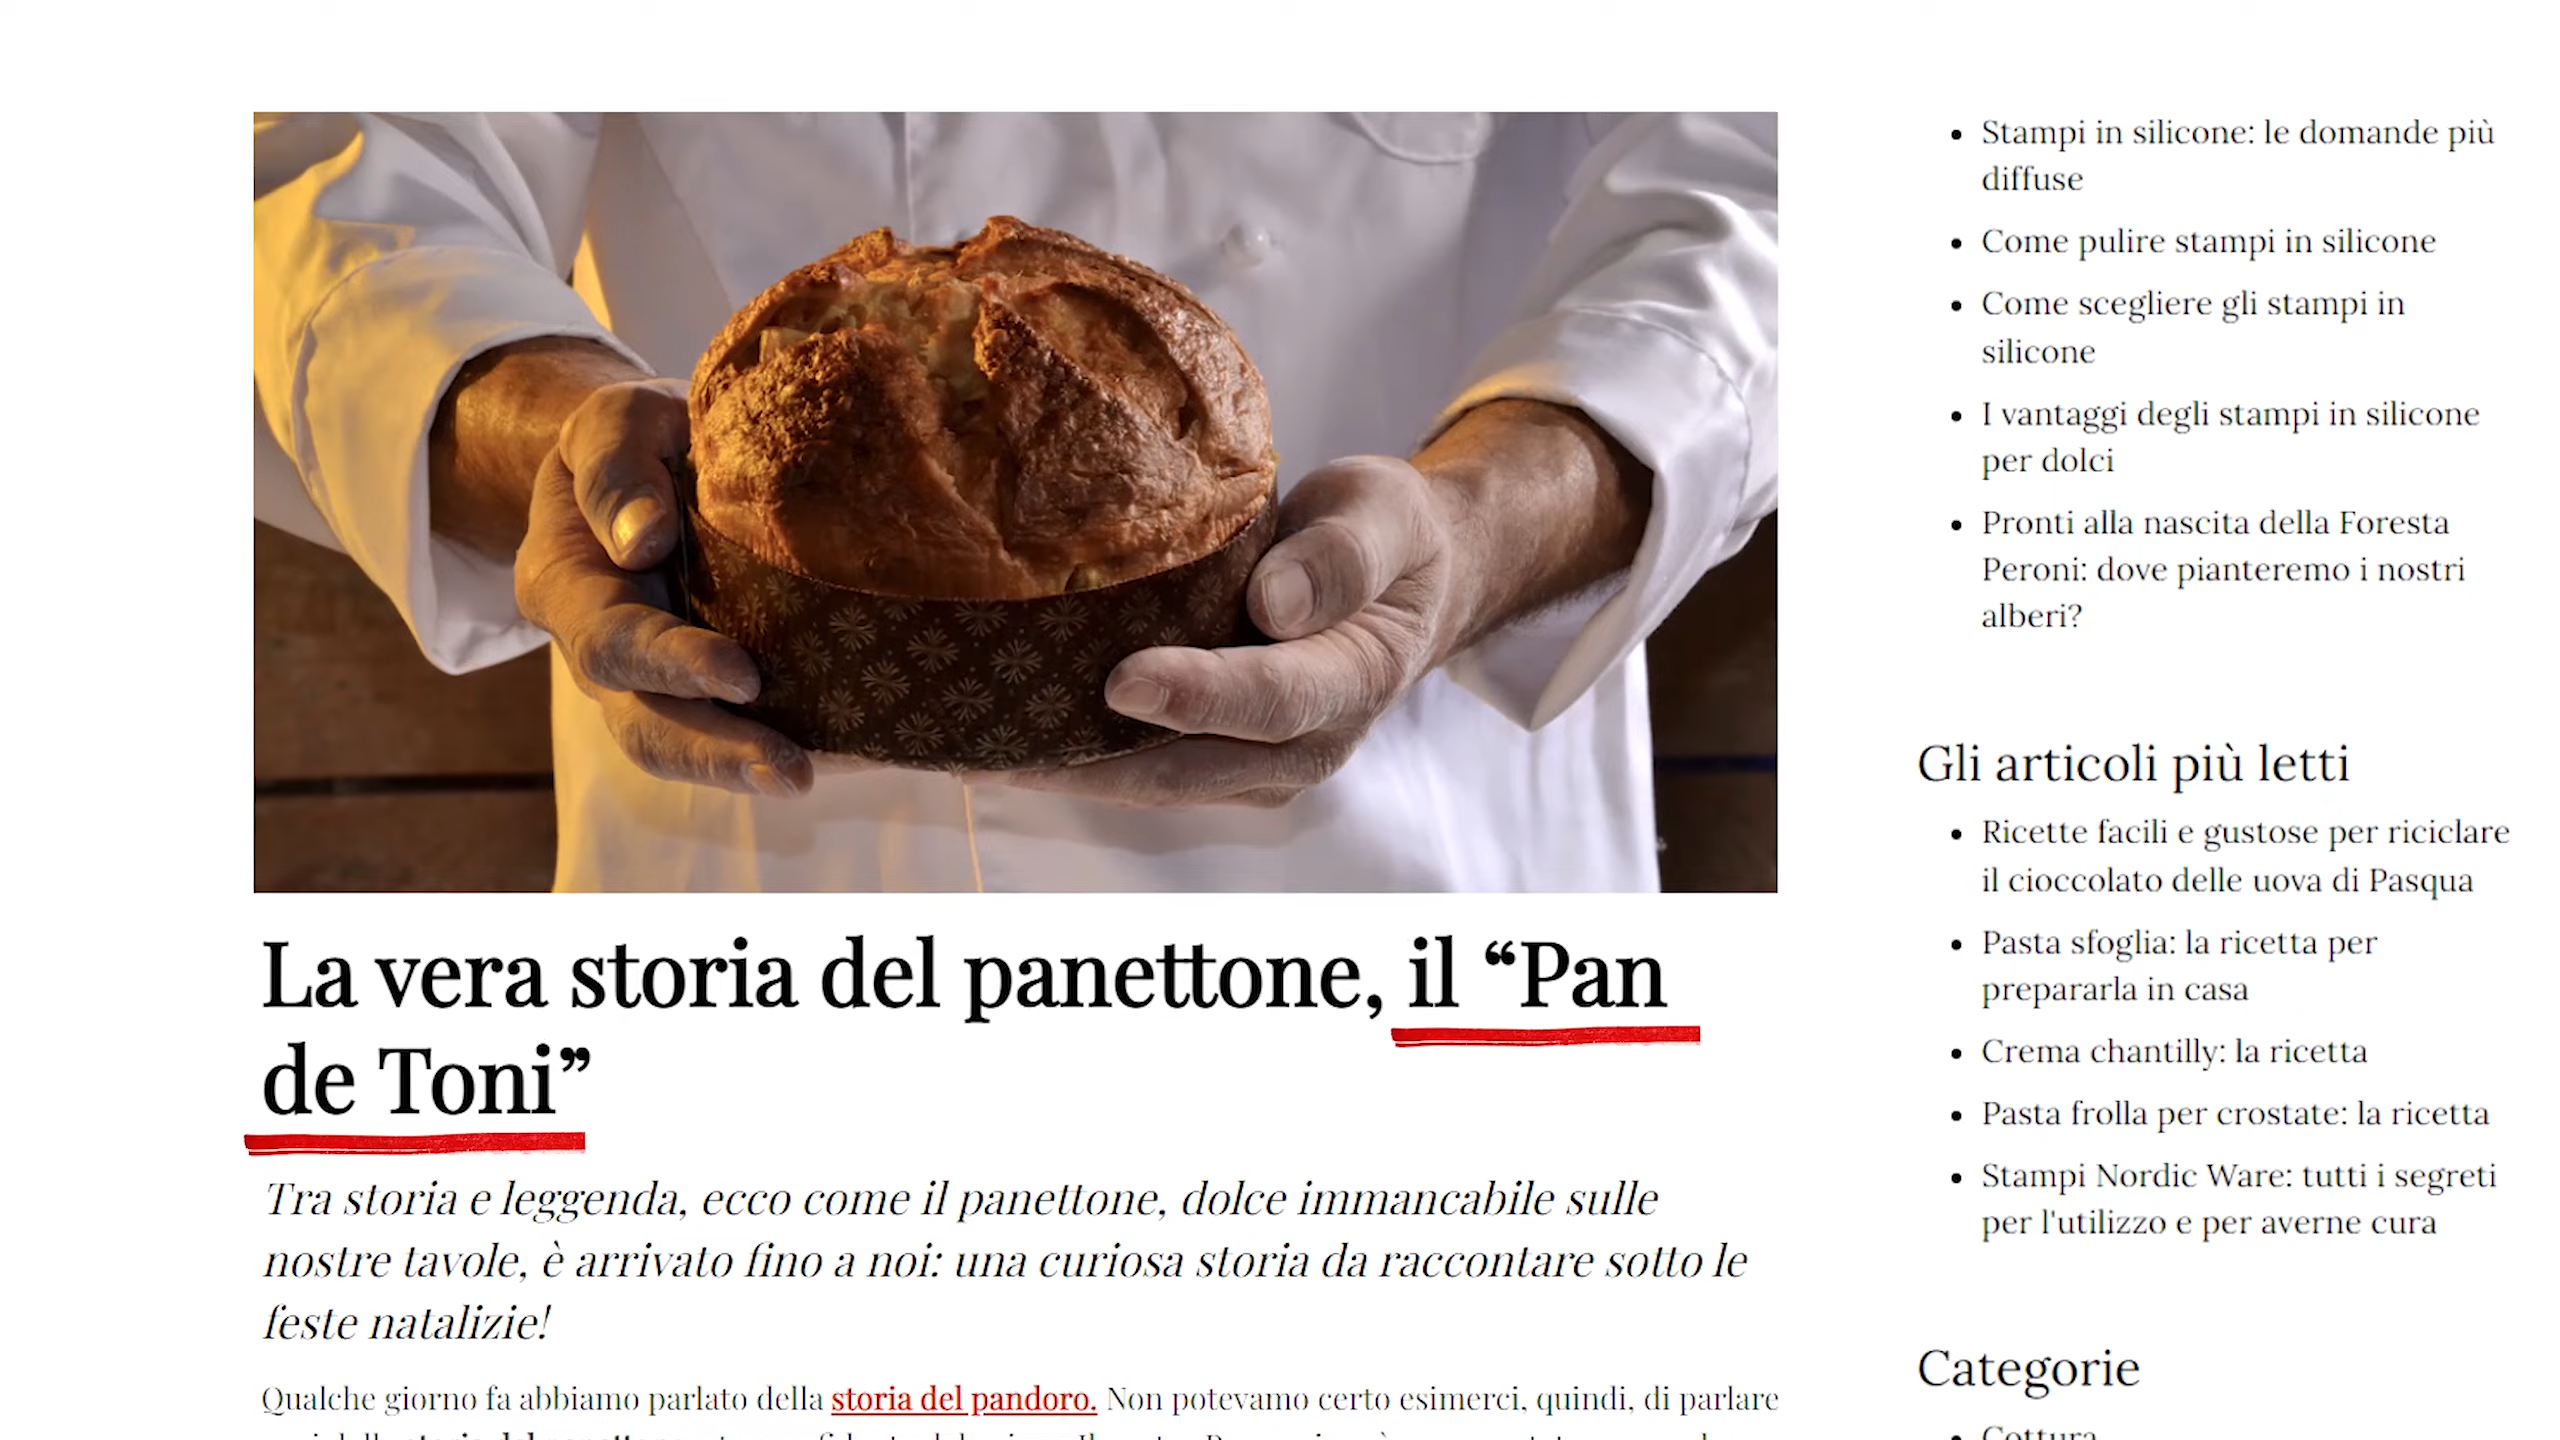 La vera storia del panettone, il “Pan
de Toni”
Tra storia e leggenda, ecco come il panettone, dolce immancabile sulle
nostre tavole, è arrivato fino a noi: una curiosa storia da raccontare sotto le
feste natalizie!
Qualche giorno fa abbiamo parlato della storia del pandoro. Non potevamo certo esimerci, quindi, di parlare
Stampi in silicone: le domande più
diffuse
Come pulire stampi in silicone
Come scegliere gli stampi in
silicone
I vantaggi degli stampi in silicone
per dolci
Pronti alla nascita della Foresta
Peroni: dove pianteremo i nostri
alberi?
Gli articoli più letti
Ricette facili e gustose per riciclare
il cioccolato delle uova di Pasqua
Pasta sfoglia: la ricetta per
prepararla in casa
Crema chantilly: la ricetta
Pasta frolla per crostate: la ricetta
Stampi Nordic Ware: tutti i segreti
per l'utilizzo e per averne cura
Categorie